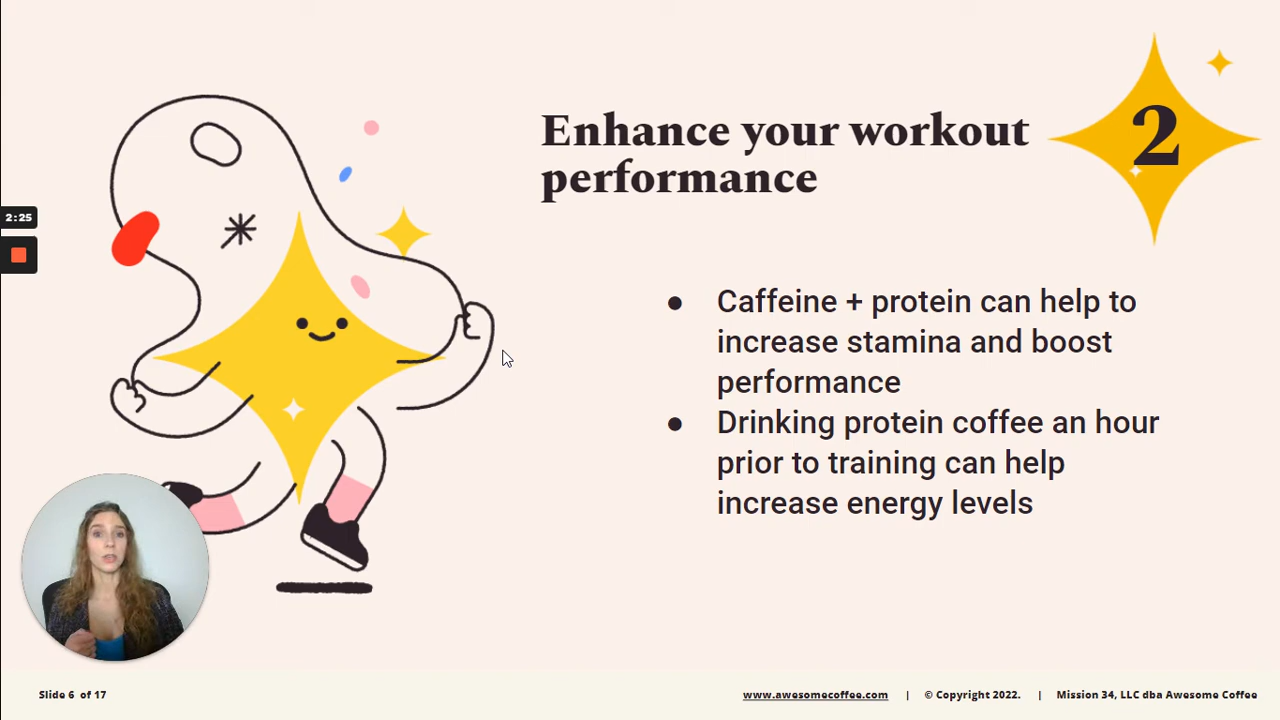 Enhance your workout
performance
2
2:25
● Caffeine + protein can help to
increase stamina and boost
performance
● Drinking protein coffee an hour
prior to training can help
increase energy levels
Slide 6 of 17
www.awesomecoffee.com | © Copyright 2022. | Mission 34, LLC dba Awesome Coffee